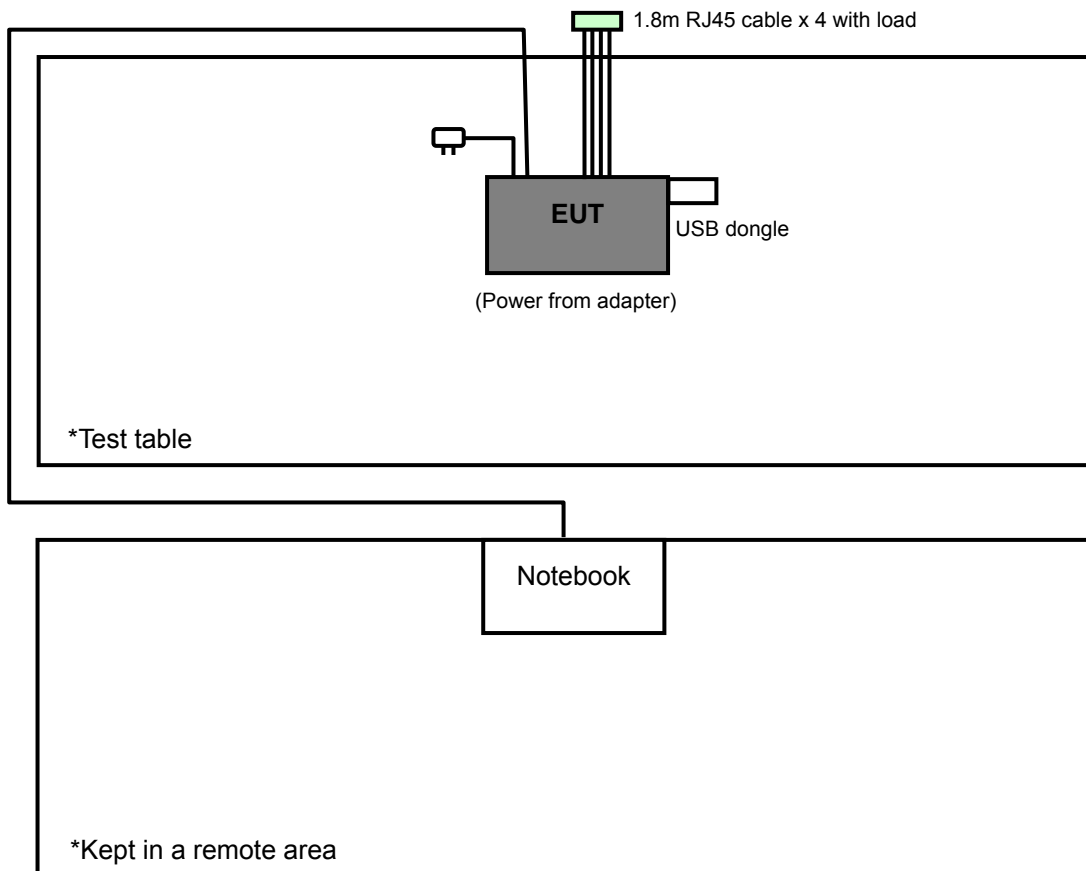 1.8m RJ45 cable x 4 with load
EUT
USB dongle
(Power from adapter)
*Test table
Notebook
*Kept in a remote area